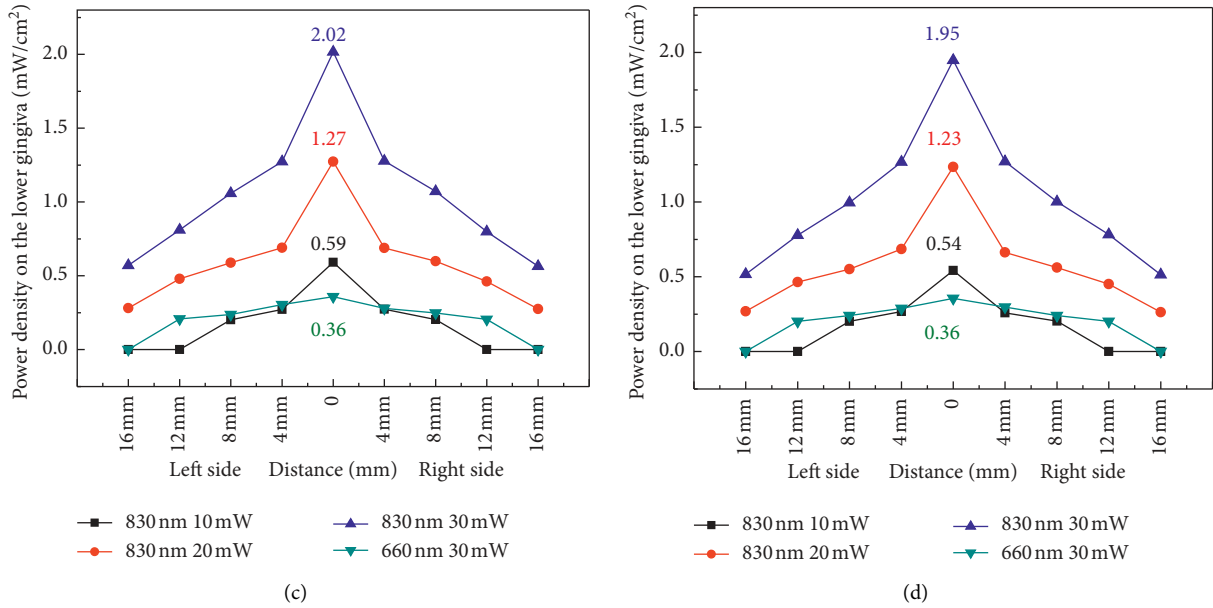 Power density on the lower gingiva (mW/cm²)
2.0
1.5
1.0
0.5
0.0
2.02
1.27
0.59
0.36
16 mm
12 mm
8 mm
4 mm
0
4 mm
8 mm
12 mm
16 mm
Left side Distance (mm) Right side
830 nm 10 mW 830 nm 30 mW
830 nm 20 mW 660 nm 30 mW
(c)
Power density on the lower gingiva (mW/cm²)
2.0
1.5
1.0
0.5
0.0
1.95
1.23
0.54
0.36
16 mm
12 mm
8 mm
4 mm
0
4 mm
8 mm
12 mm
16 mm
Left side Distance (mm) Right side
830 nm 10 mW 830 nm 30 mW
830 nm 20 mW 660 nm 30 mW
(d)